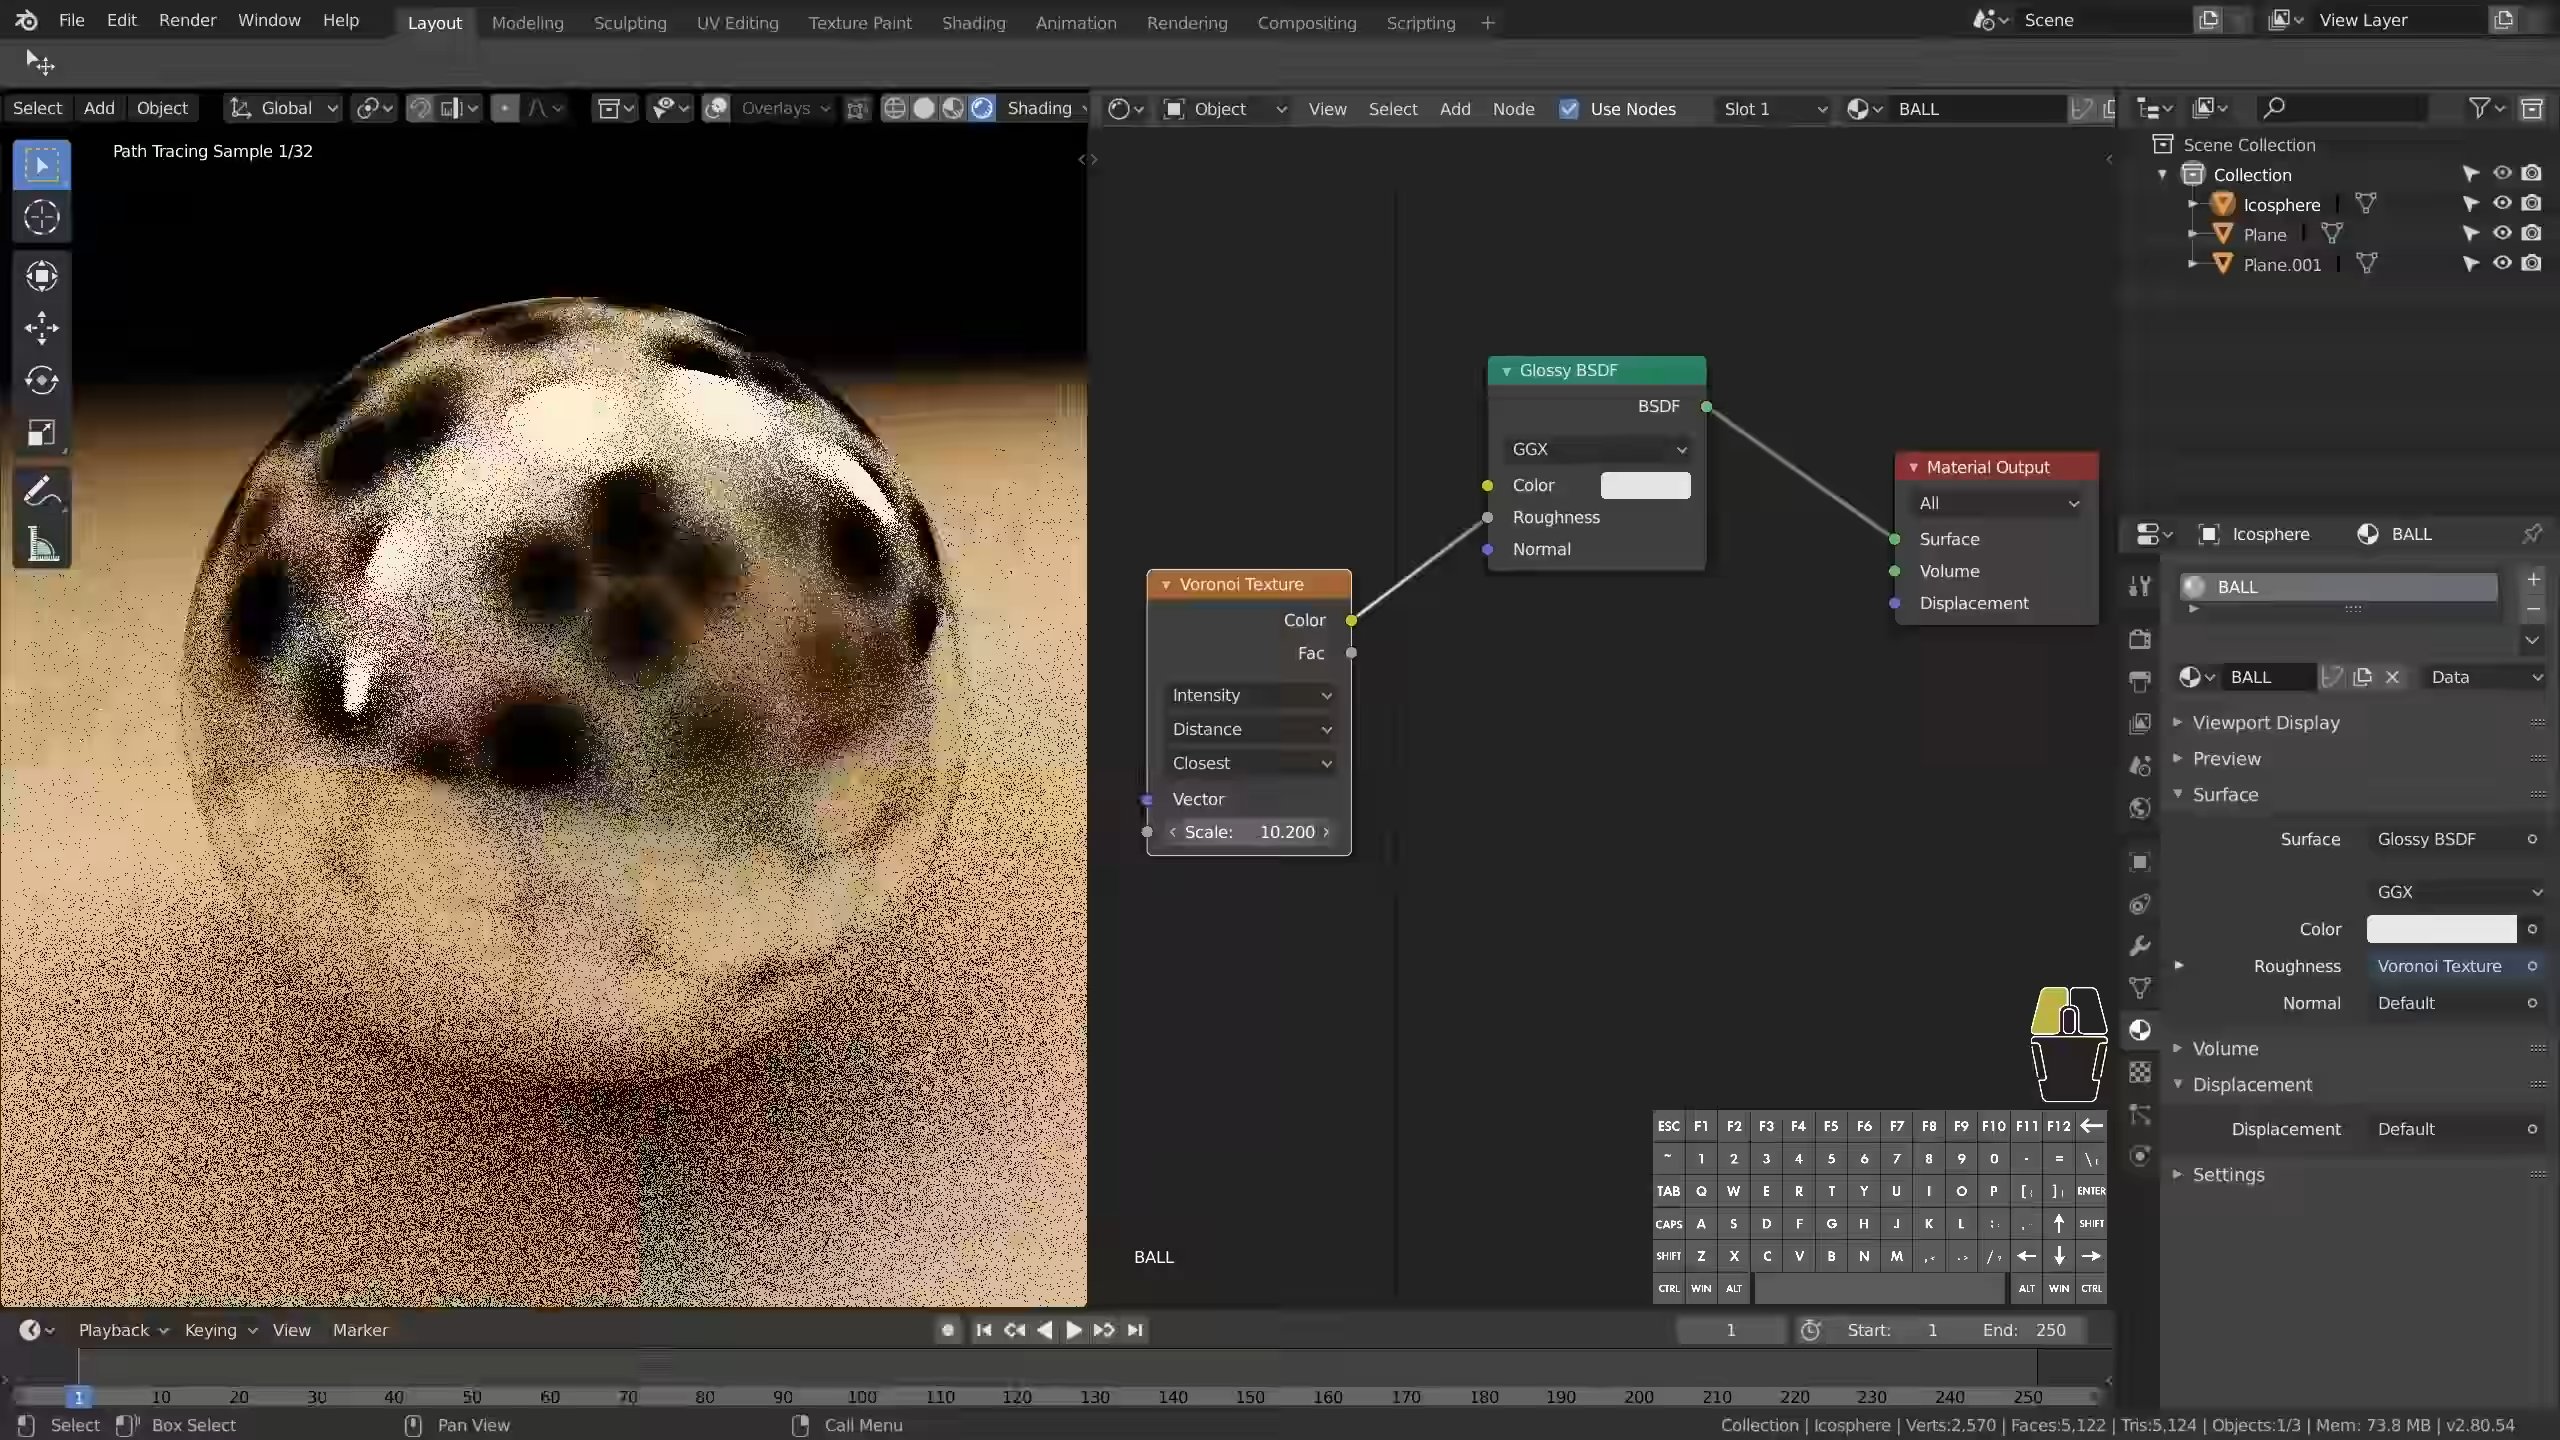 File Edit Render Window Help Layout Modeling Sculpting UV Editing Texture Paint Shading Animation Rendering Compositing Scripting + Scene View Layer
Select Add Object Global Overlays Shading Object View Select Add Node Use Nodes Slot 1 BALL
Path Tracing Sample 1/32
Scene Collection
Collection
Icosphere
Plane
Plane.001
Glossy BSDF
BSDF
GGX
Color
Roughness
Normal
Material Output
All
Surface
Volume
Displacement
Voronoi Texture
Color
Fac
Intensity
Distance
Closest
Vector
Scale: 10.200
BALL
Icosphere BALL
BALL
BALL Data
Viewport Display
Preview
Surface
Surface Glossy BSDF
GGX
Color
Roughness Voronoi Texture
Normal Default
Volume
Displacement
Displacement Default
Settings
ESC F1 F2 F3 F4 F5 F6 F7 F8 F9 F10 F11 F12
~ 1 2 3 4 5 6 7 8 9 0 - =
TAB Q W E R T Y U I O P [ ] ENTER
CAPS A S D F G H J K L SHIFT
SHIFT Z X C V B N M
CTRL WIN ALT ALT WIN CTRL
Playback Keying View Marker 1 Start: 1 End: 250
1 10 20 30 40 50 60 70 80 90 100 110 120 130 140 150 160 170 180 190 200 210 220 230 240 250
Select Box Select Pan View Call Menu Collection | Icosphere | Verts:2,570 | Faces:5,122 | Tris:5,124 | Objects:1/3 | Mem: 73.8 MB | v2.80.54